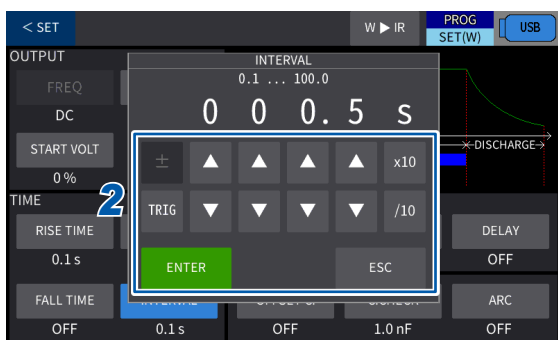 < SET
W ▶ IR
PROG
SET(W)
USB
OUTPUT
INTERVAL
0.1 ... 100.0
FREQ
DC
0 0 0. 5 s
START VOLT
0 %
DISCHARGE
2
± ▲ ▲ ▲ ▲ x10
TIME
TRIG ▼ ▼ ▼ ▼ /10
RISE TIME
0.1 s
DELAY
OFF
ENTER
ESC
FALL TIME
OFF
0.1 s
OFF
1.0 nF
ARC
OFF